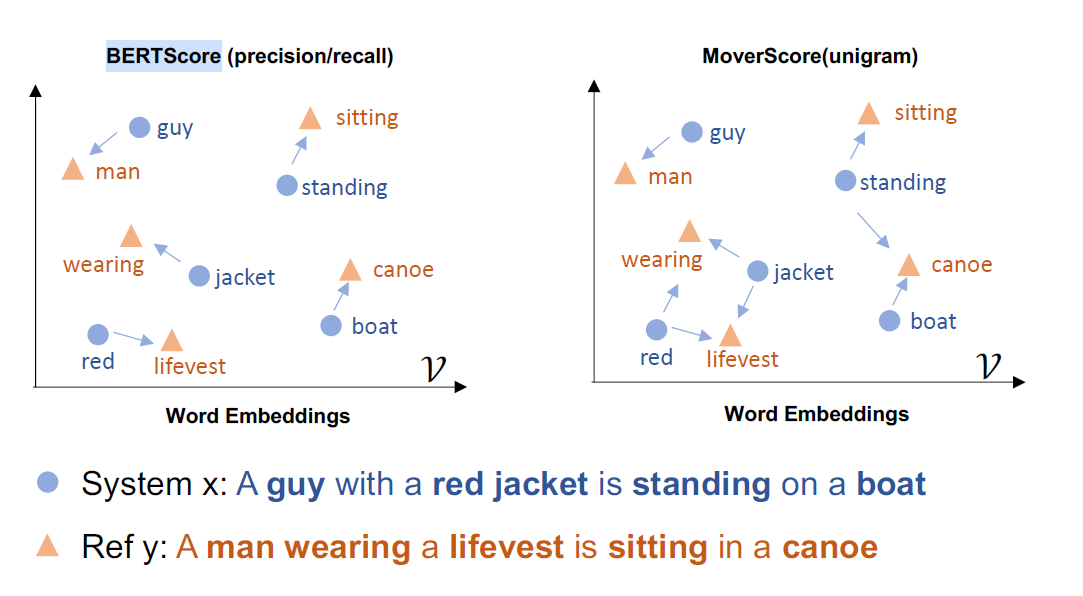 BERTScore (precision/recall)
guy
man
sitting
standing
wearing
jacket
canoe
boat
red
lifevest
𝒱
Word Embeddings
MoverScore(unigram)
guy
man
sitting
standing
wearing
jacket
canoe
boat
red
lifevest
𝒱
Word Embeddings
System x: A guy with a red jacket is standing on a boat
Ref y: A man wearing a lifevest is sitting in a canoe